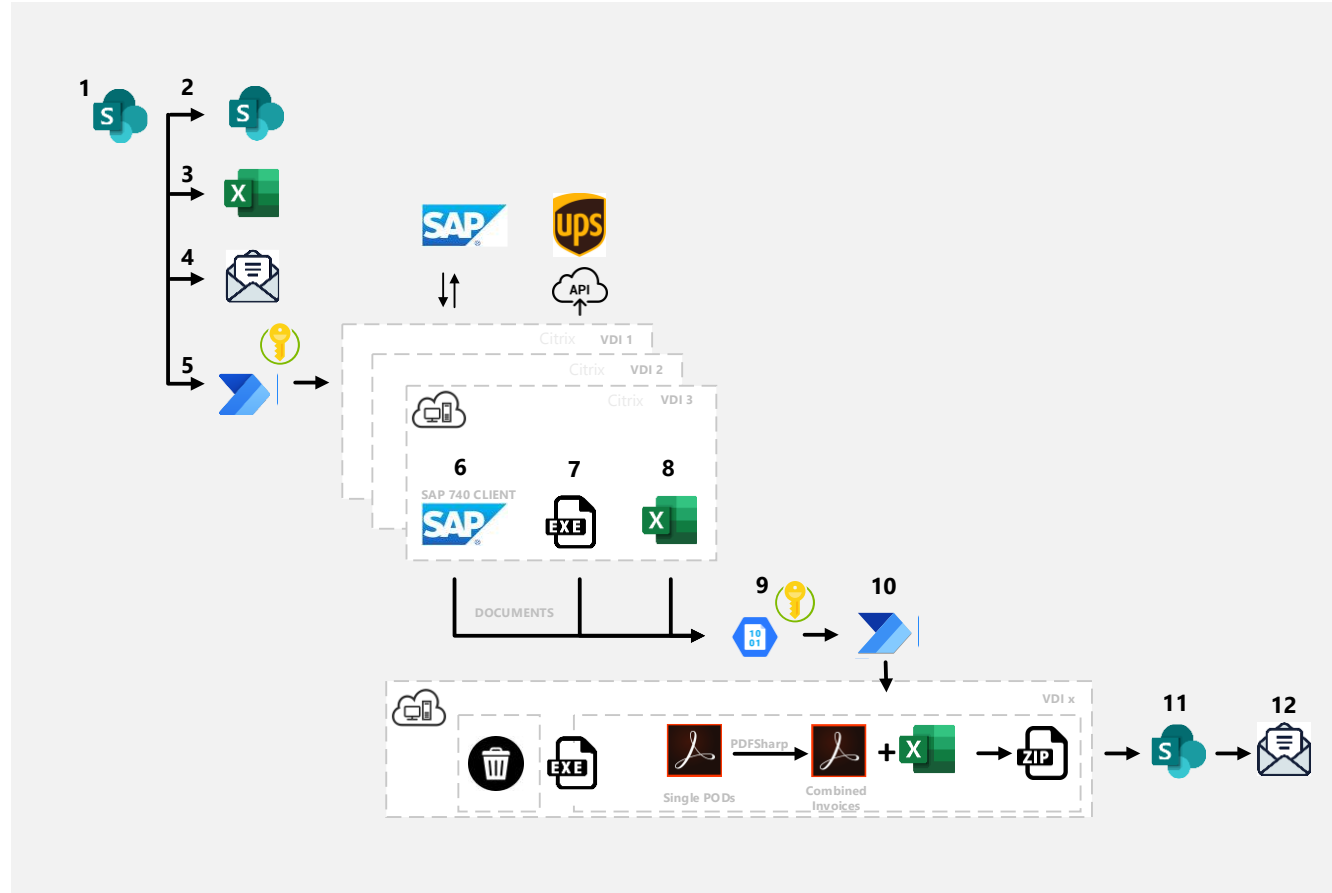 1
2
S
S
3
X
4
SAP
®
ups
API
5
Citrix VDI 1
Citrix VDI 2
Citrix VDI 3
6
7
8
SAP 740 CLIENT
SAP
®
EXE
X
9
10
DOCUMENTS
10
01
VDI x
11
12
PDFSharp
EXE
+
X
ZIP
S
Single PODs
Combined
Invoices